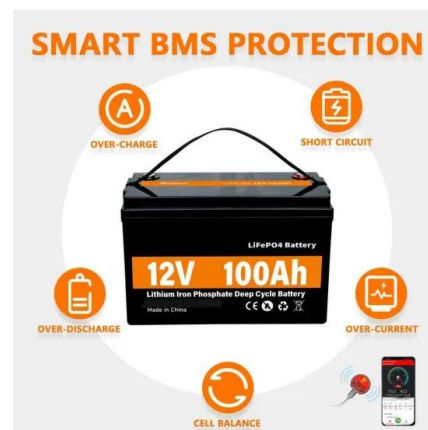 SMART BMS PROTECTION
A
OVER-CHARGE
SHORT CIRCUIT
LiFePO4 Battery
12V 100Ah
Lithium Iron Phosphate Deep Cycle Battery
Made in China
CE
OVER-DISCHARGE
OVER-CURRENT
CELL BALANCE